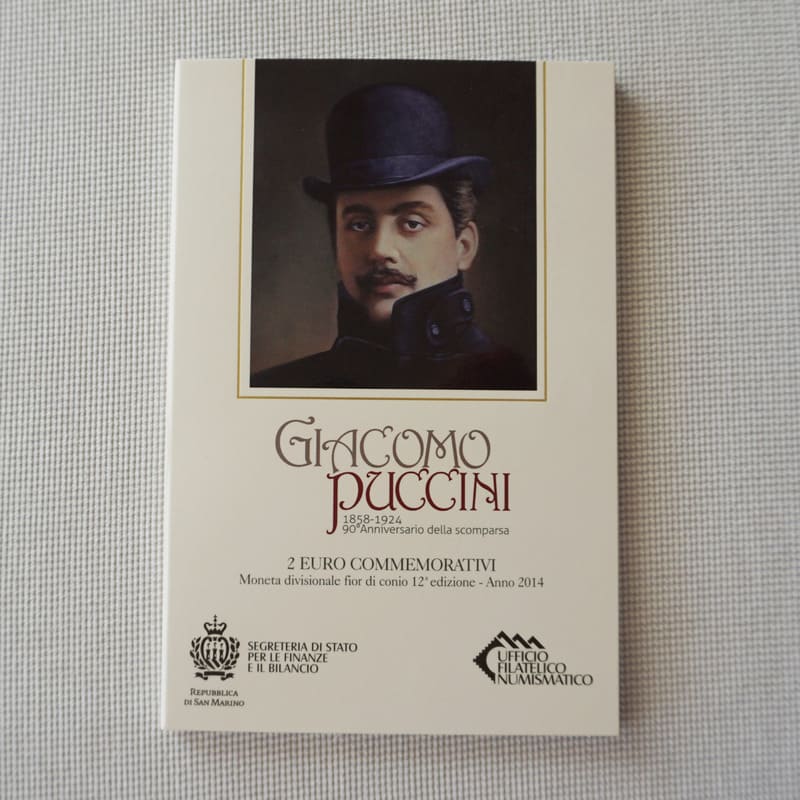 GIACOMO
PUCCINI
1858-1924
90°Anniversario della scomparsa
2 EURO COMMEMORATIVI
Moneta divisionale fior di conio 12ª edizione - Anno 2014
SEGRETERIA DI STATO
PER LE FINANZE
E IL BILANCIO
REPUBBLICA
DI SAN MARINO
UFFICIO
FILATELICO
NUMISMATICO